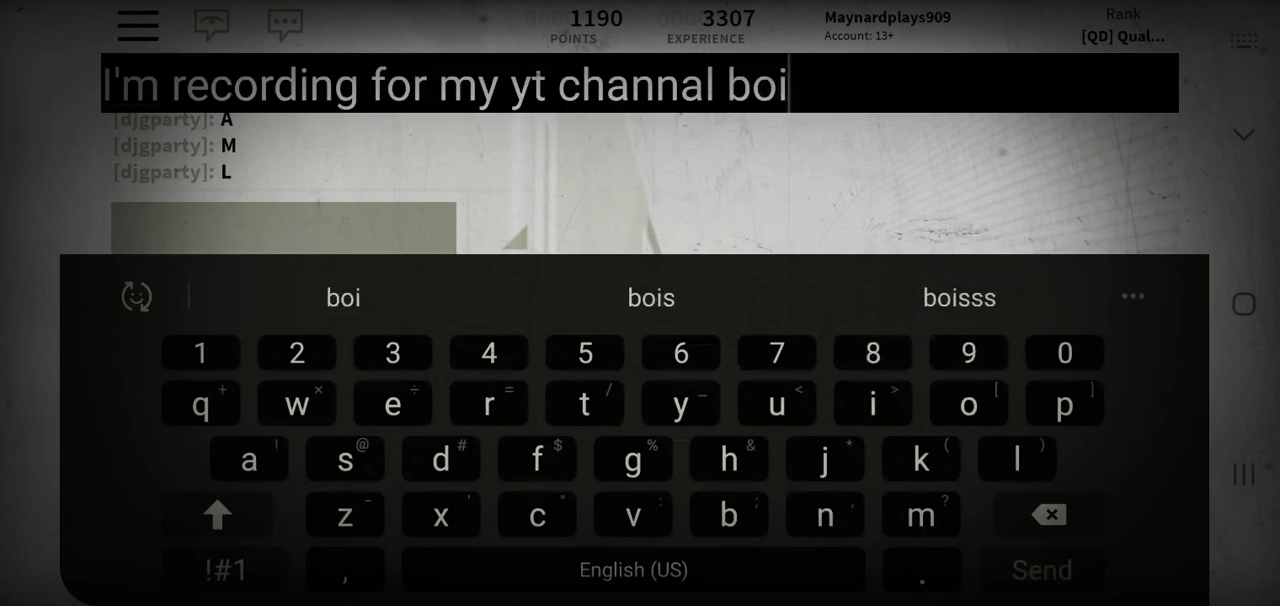 1190
POINTS
3307
EXPERIENCE
Maynardplays909
Account: 13+
Rank
[QD] Qual...
I'm recording for my yt channal boi
[djgparty]: A
[djgparty]: M
[djgparty]: L
boi bois boisss
1 2 3 4 5 6 7 8 9 0
q + w × e ÷ r = t / y _ u < i > o [ p ]
a ! s @ d # f $ g % h & j * k ( l )
z - x ' c " v : b ; n , m ?
!#1 , English (US) . Send